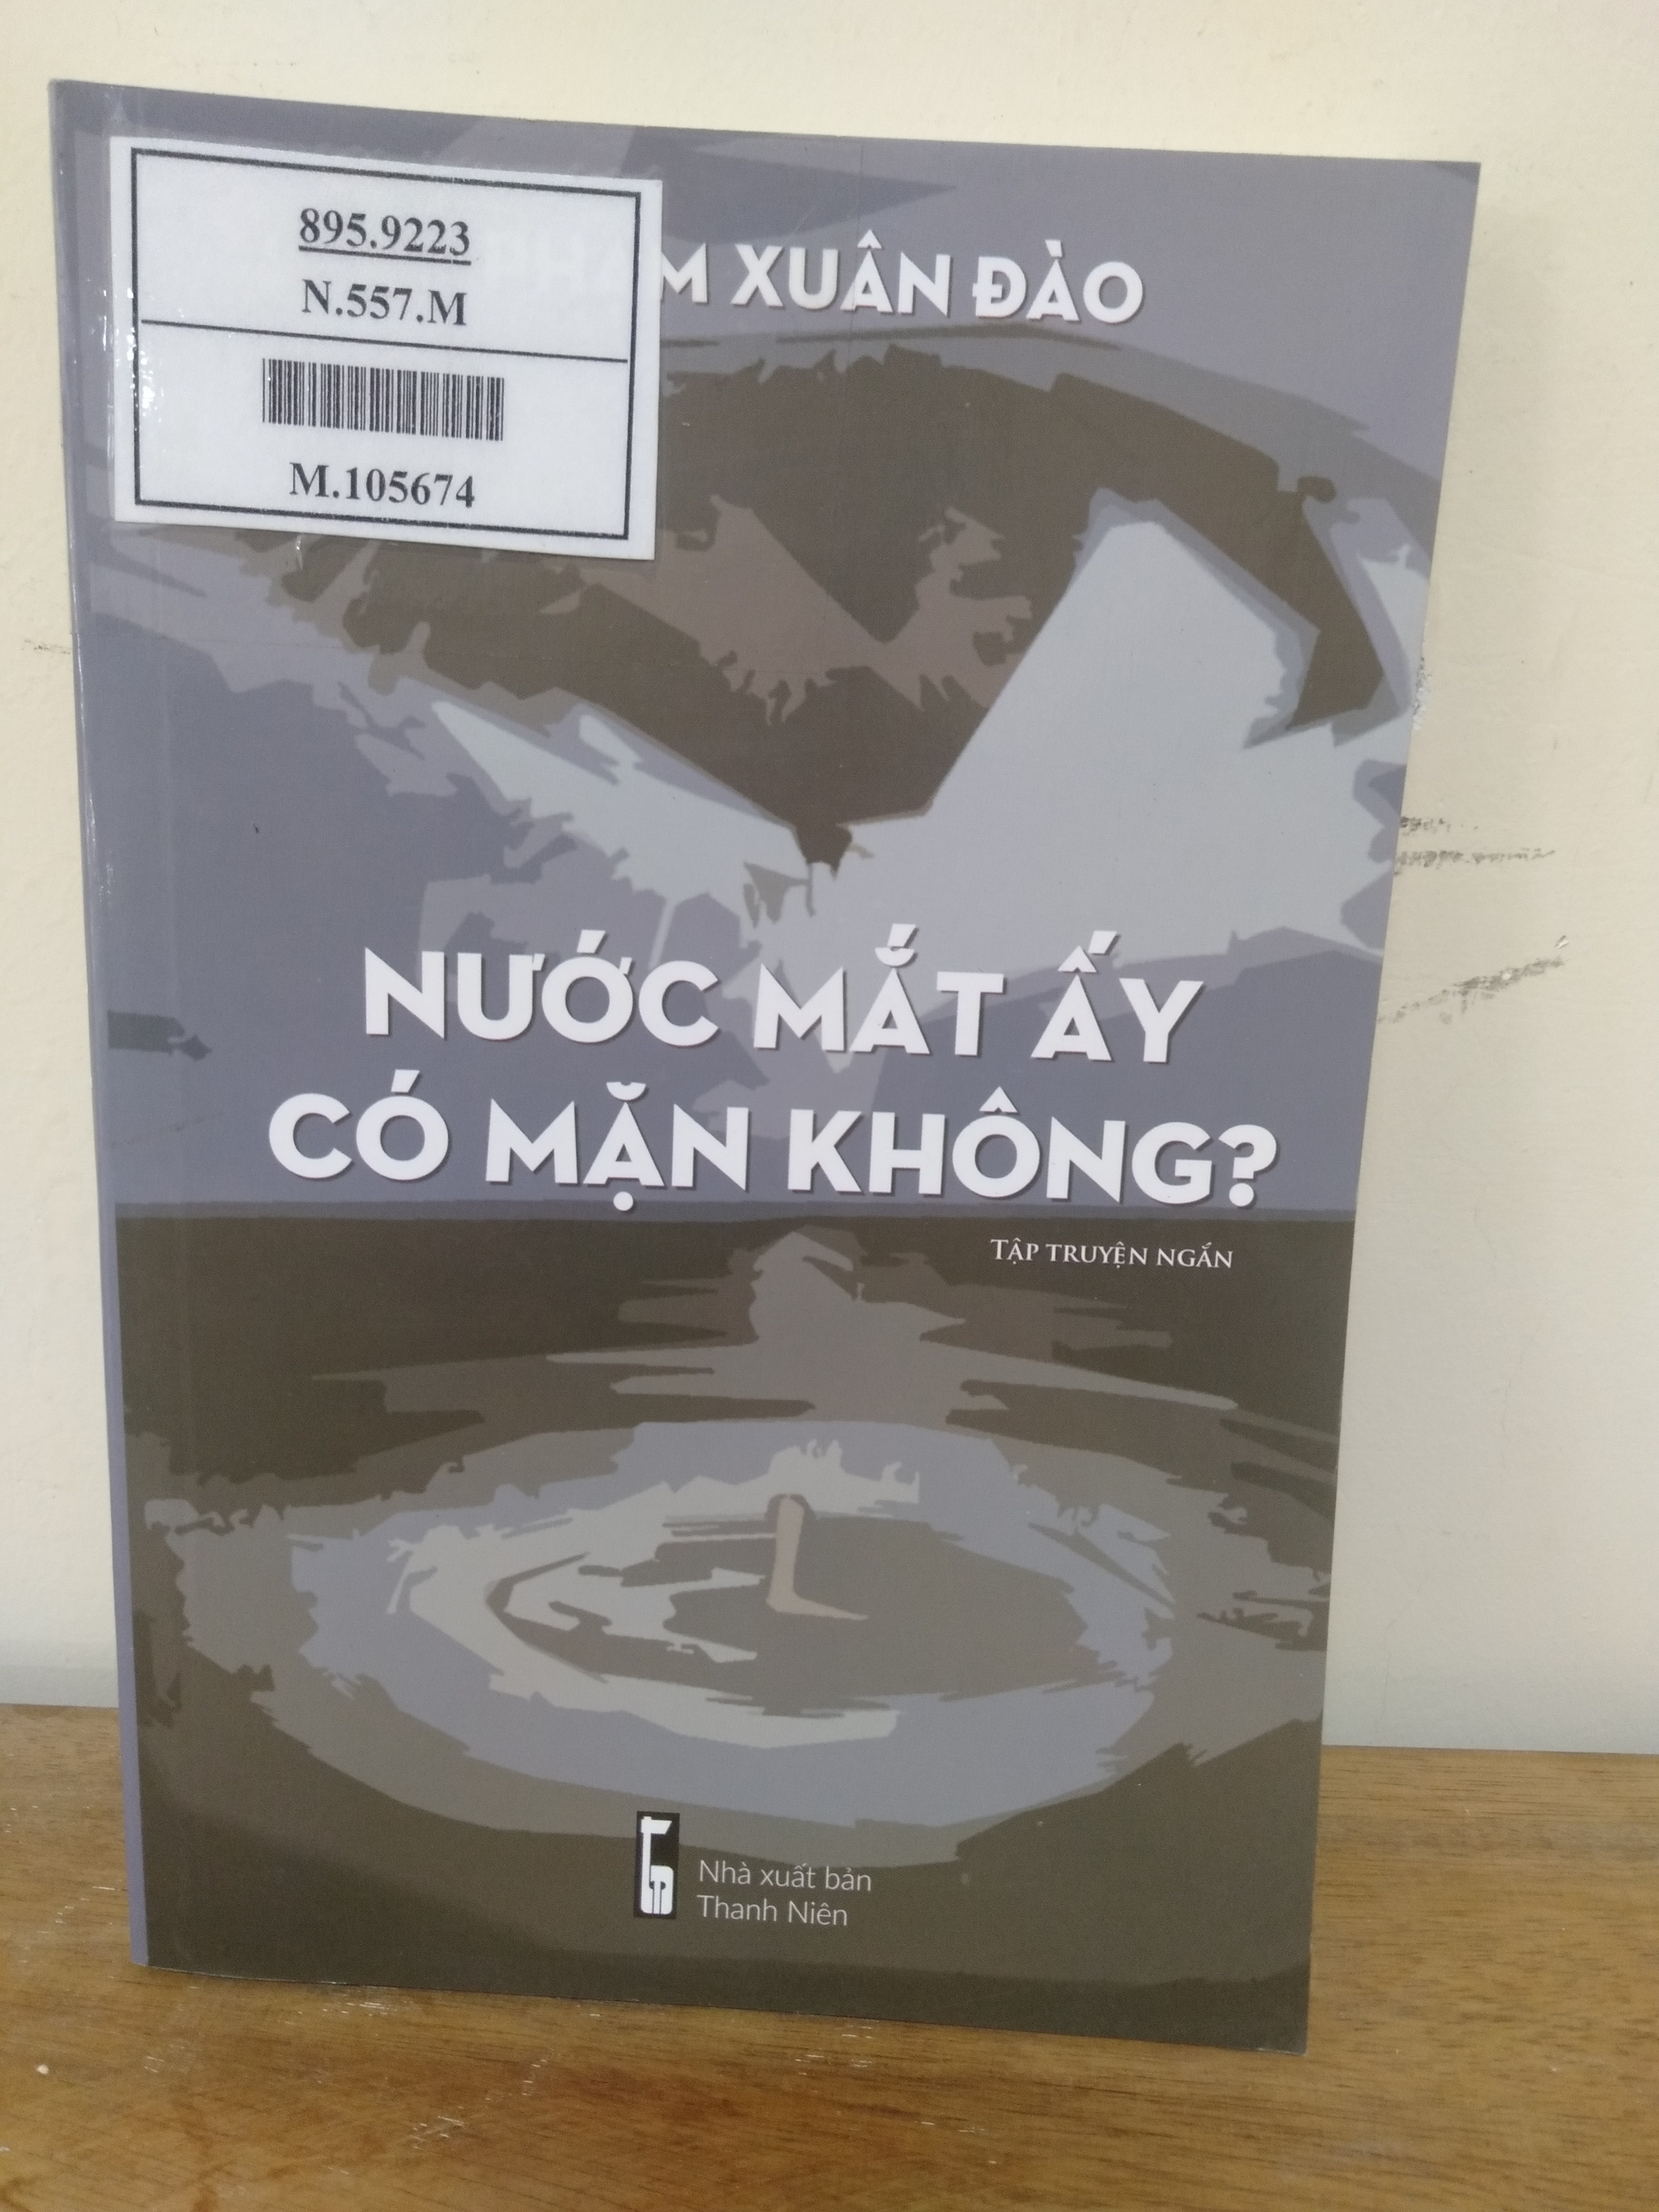 895.9223
N.557.M
M.105674
PHẠM XUÂN ĐÀO
NƯỚC MẮT ẤY
CÓ MẶN KHÔNG?
TẬP TRUYỆN NGẮN
Nhà xuất bản
Thanh Niên